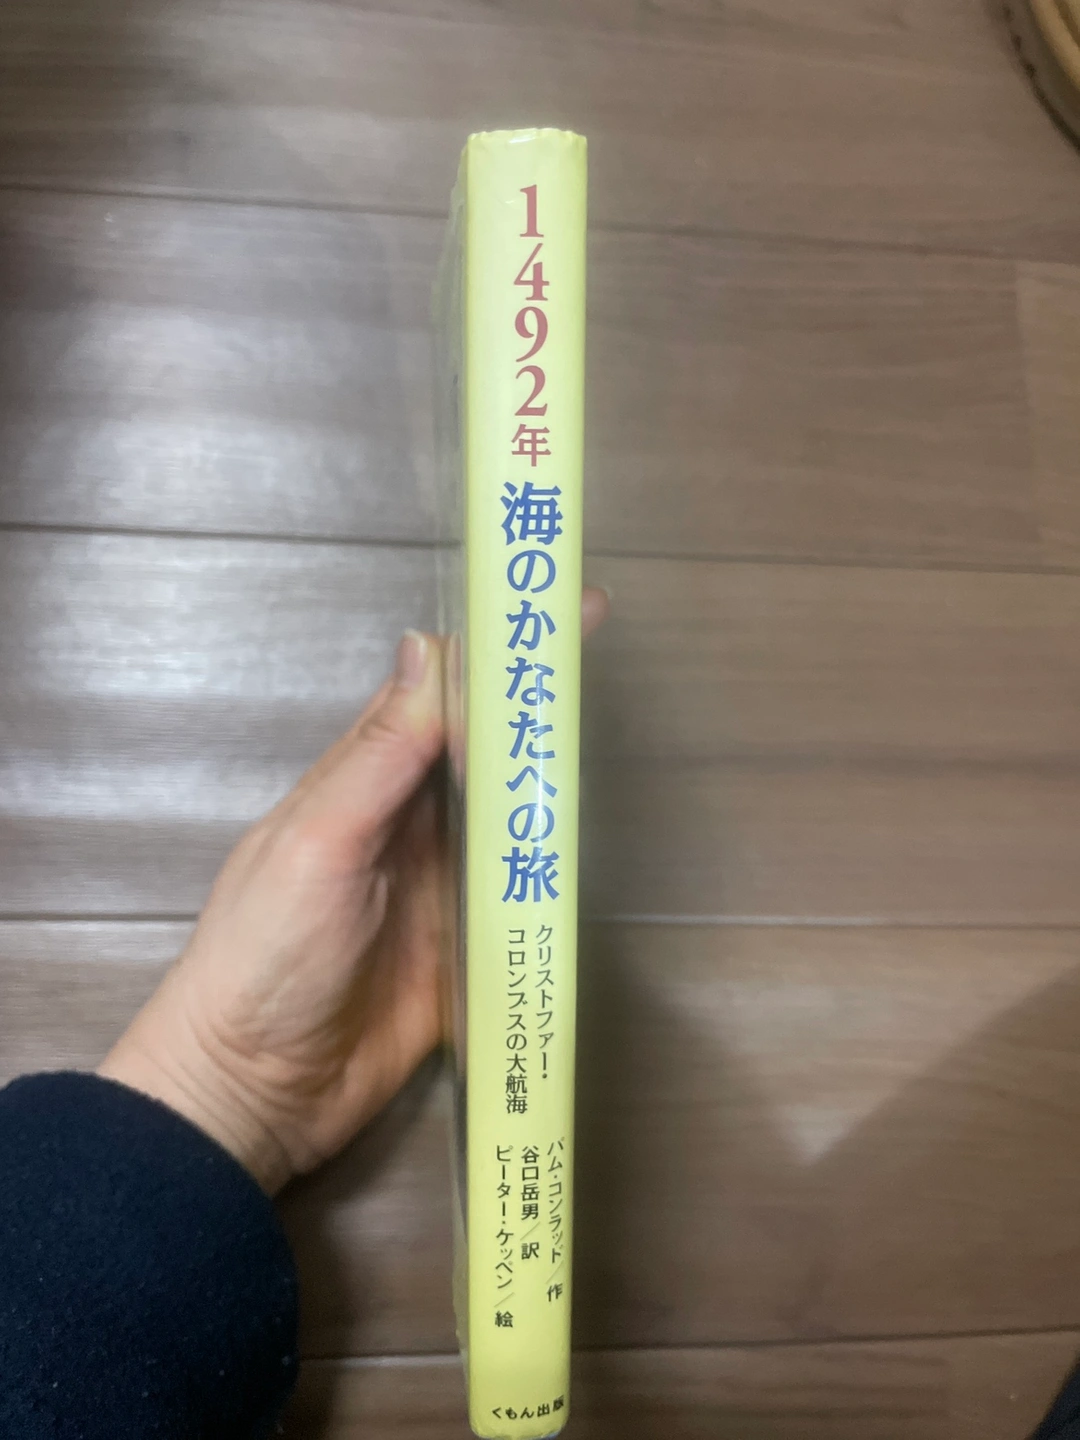 1492年
海のかなたへの旅
クリストファー・
コロンブスの大航海
パム・コンラッド/作
谷口岳男/訳
ピーター・ケッペン/絵
くもん出版